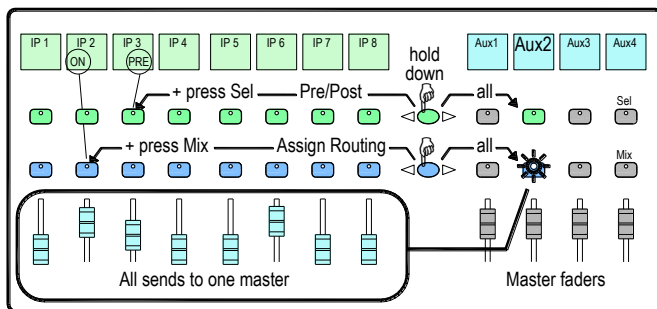 IP 1 IP 2 IP 3 IP 4 IP 5 IP 6 IP 7 IP 8 Aux1 Aux2 Aux3 Aux4
ON PRE
hold
down
+ press Sel Pre/Post all Sel
+ press Mix Assign Routing all Mix
All sends to one master Master faders